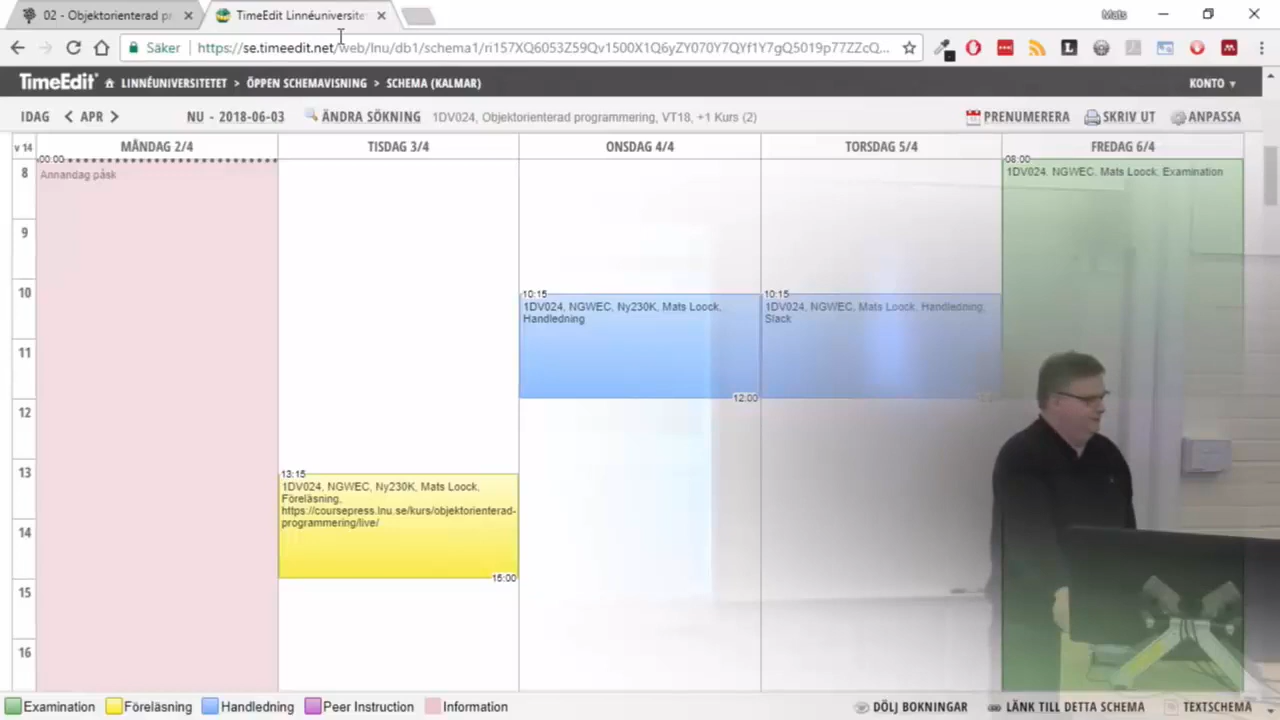 02 - Objektorienterad pr
TimeEdit Linnéuniversite
Mats
Säker
https://se.timeedit.net/web/lnu/db1/schema1/ri157XQ6053Z59Qv1500X1Q6yZY070Y7QYf1Y7gQ5019p77ZZcQ...
TimeEdit
LINNÉUNIVERSITETET > ÖPPEN SCHEMAVISNING > SCHEMA (KALMAR)
KONTO
IDAG
APR
NU - 2018-06-03
ÄNDRA SÖKNING
1DV024, Objektorienterad programmering, VT18, +1 Kurs (2)
PRENUMERERA
SKRIV UT
ANPASSA
v 14
MÅNDAG 2/4
TISDAG 3/4
ONSDAG 4/4
TORSDAG 5/4
FREDAG 6/4
8
9
10
11
12
13
14
15
16
00:00
Annandag påsk
13:15
1DV024, NGWEC, Ny230K, Mats Loock,
Föreläsning,
https://coursepress.lnu.se/kurs/objektorienterad-
programmering/live/
15:00
10:15
1DV024, NGWEC, Ny230K, Mats Loock,
Handledning
12:00
10:15
1DV024, NGWEC, Mats Loock, Handledning,
Slack
08:00
1DV024, NGWEC, Mats Loock, Examination
Examination
Föreläsning
Handledning
Peer Instruction
Information
DÖLJ BOKNINGAR
LÄNK TILL DETTA SCHEMA
TEXTSCHEMA